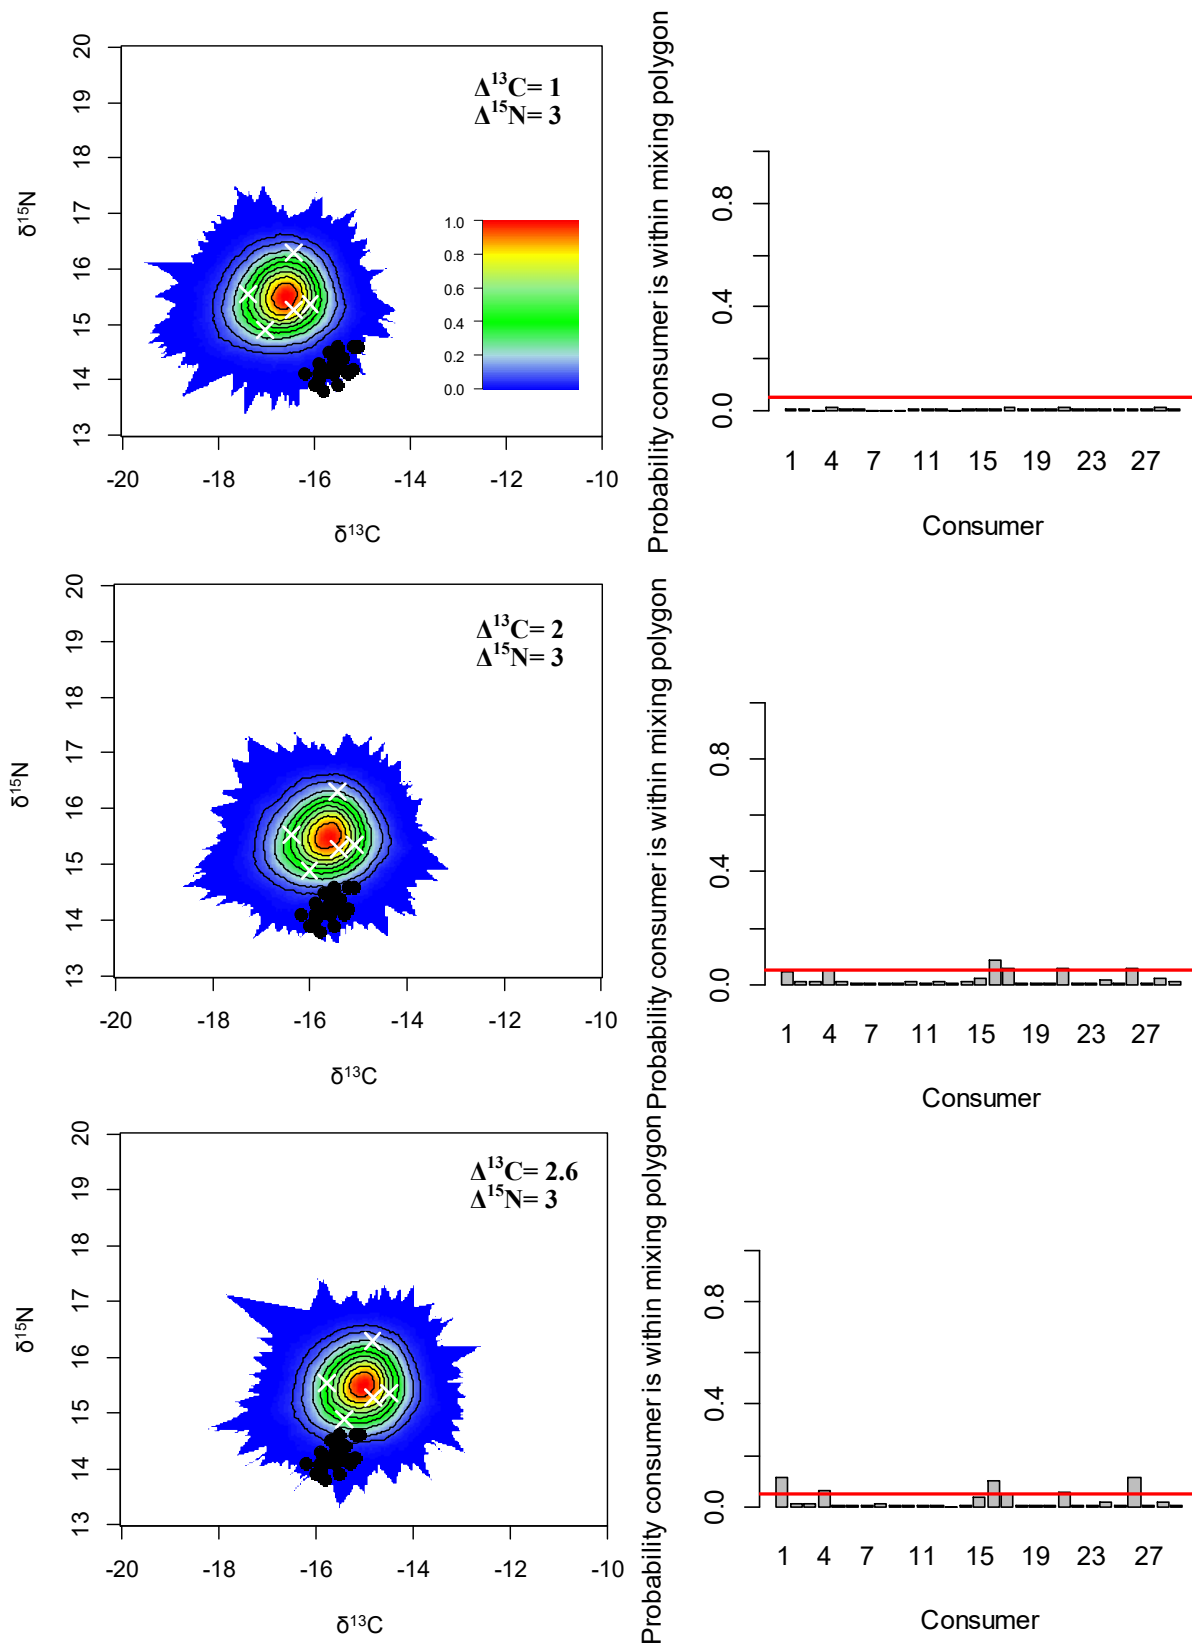 Δ¹³C= 1
Δ¹⁵N= 3
20
19
18
17
16
15
14
13
δ¹⁵N
1.0
0.8
0.6
0.4
0.2
0.0
-20 -18 -16 -14 -12 -10
δ¹³C
Probability consumer is within mixing polygon
0.8
0.4
0.0
1 4 7 11 15 19 23 27
Consumer
Δ¹³C= 2
Δ¹⁵N= 3
20
19
18
17
16
15
14
13
δ¹⁵N
-20 -18 -16 -14 -12 -10
δ¹³C
Probability consumer is within mixing polygon
0.8
0.4
0.0
1 4 7 11 15 19 23 27
Consumer
Δ¹³C= 2.6
Δ¹⁵N= 3
20
19
18
17
16
15
14
13
δ¹⁵N
-20 -18 -16 -14 -12 -10
δ¹³C
Probability consumer is within mixing polygon
0.8
0.4
0.0
1 4 7 11 15 19 23 27
Consumer